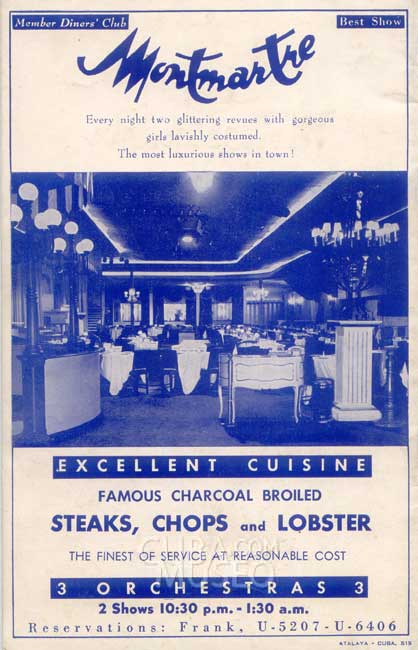 Member Diners' Club
Best Show
Montmartre
Every night two glittering revues with gorgeous
girls lavishly costumed.
The most luxurious shows in town!
EXCELLENT CUISINE
FAMOUS CHARCOAL BROILED
STEAKS, CHOPS and LOBSTER
CUBA.COM
MUSEO
THE FINEST OF SERVICE AT REASONABLE COST
3 ORCHESTRAS 3
2 Shows 10:30 p.m. - 1:30 a.m.
Reservations: Frank, U-5207-U-6406
ATALAYA - CUBA, 515